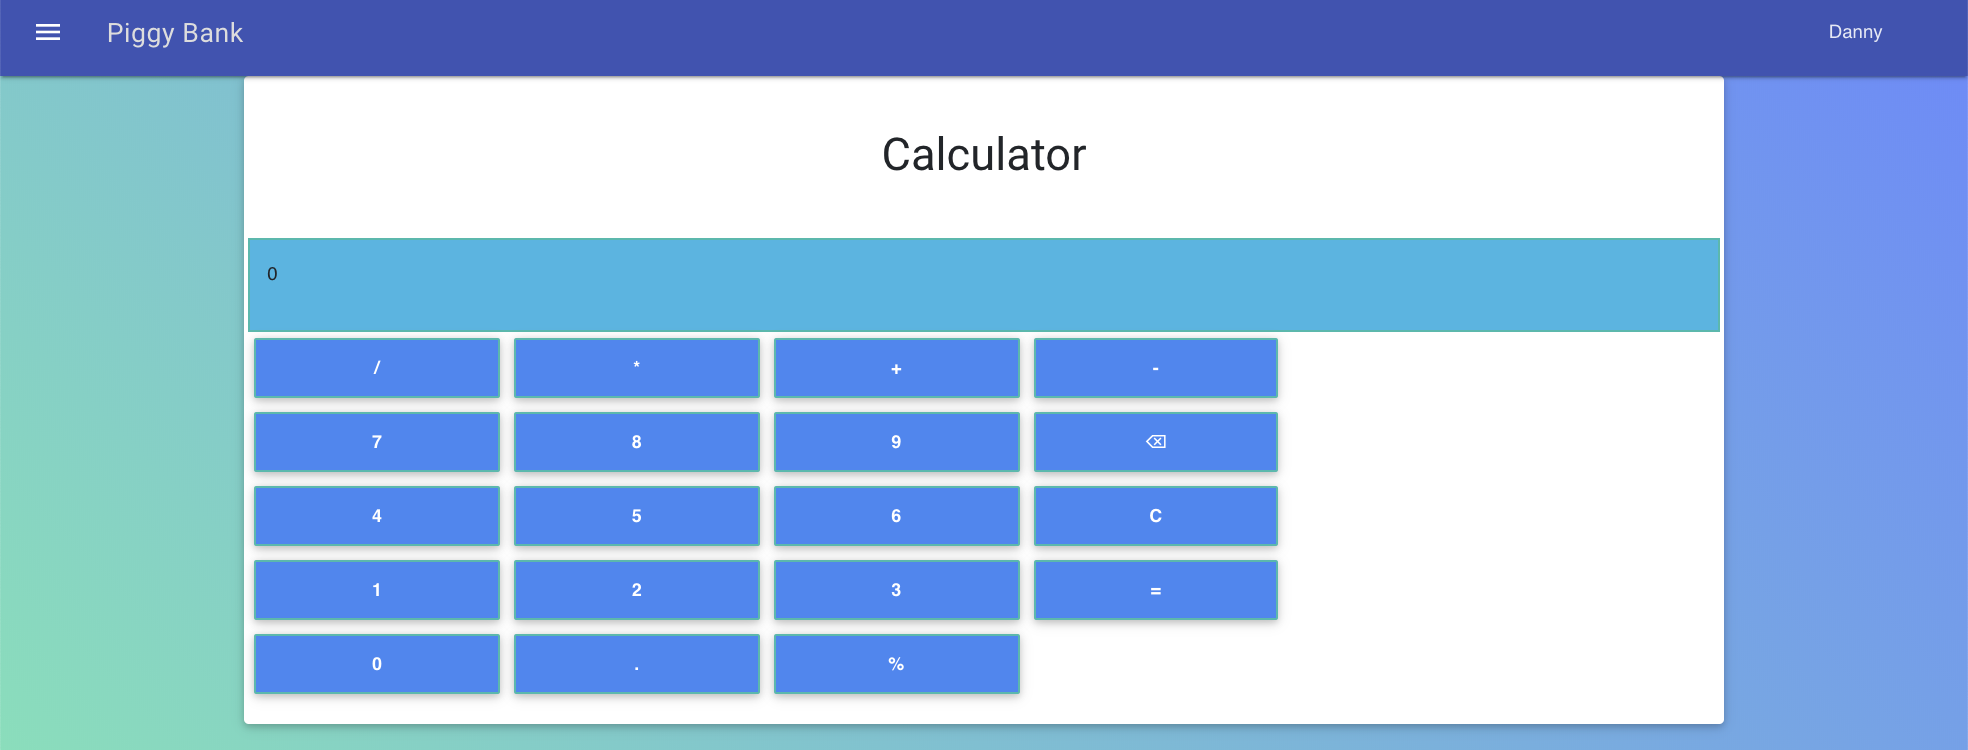 Piggy Bank Danny
Calculator
0
/ * + -
7 8 9 ⌫
4 5 6 C
1 2 3 =
0 . %